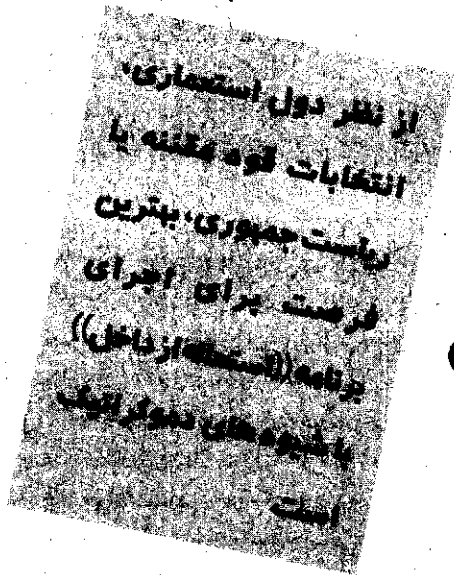 از نظر دول استعماری،
انتخابات قوه مقننه یا
ریاست جمهوری، بهترین
فرصت برای اجرای
برنامه ((استحاله از داخل))
با شیوه های دموکراتیک
است